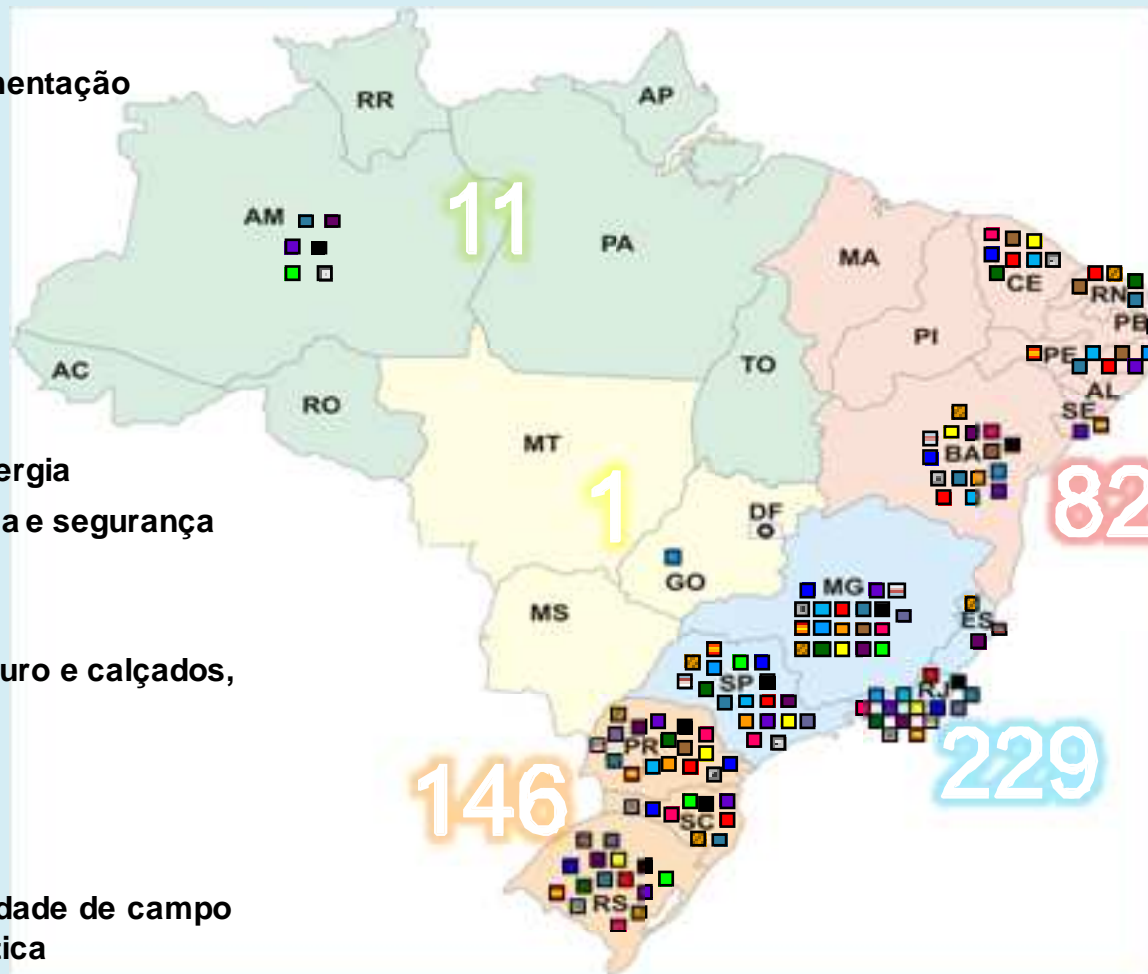 mentação
ergia
a e segurança
uro e calçados,
dade de campo
tica
RR
AP
AM
11
PA
MA
CE
RN
PB
PI
PE
AC
TO
AL
RO
SE
MT
BA
1
82
DF
GO
MG
MS
ES
SP
RJ
PR
229
146
SC
RS